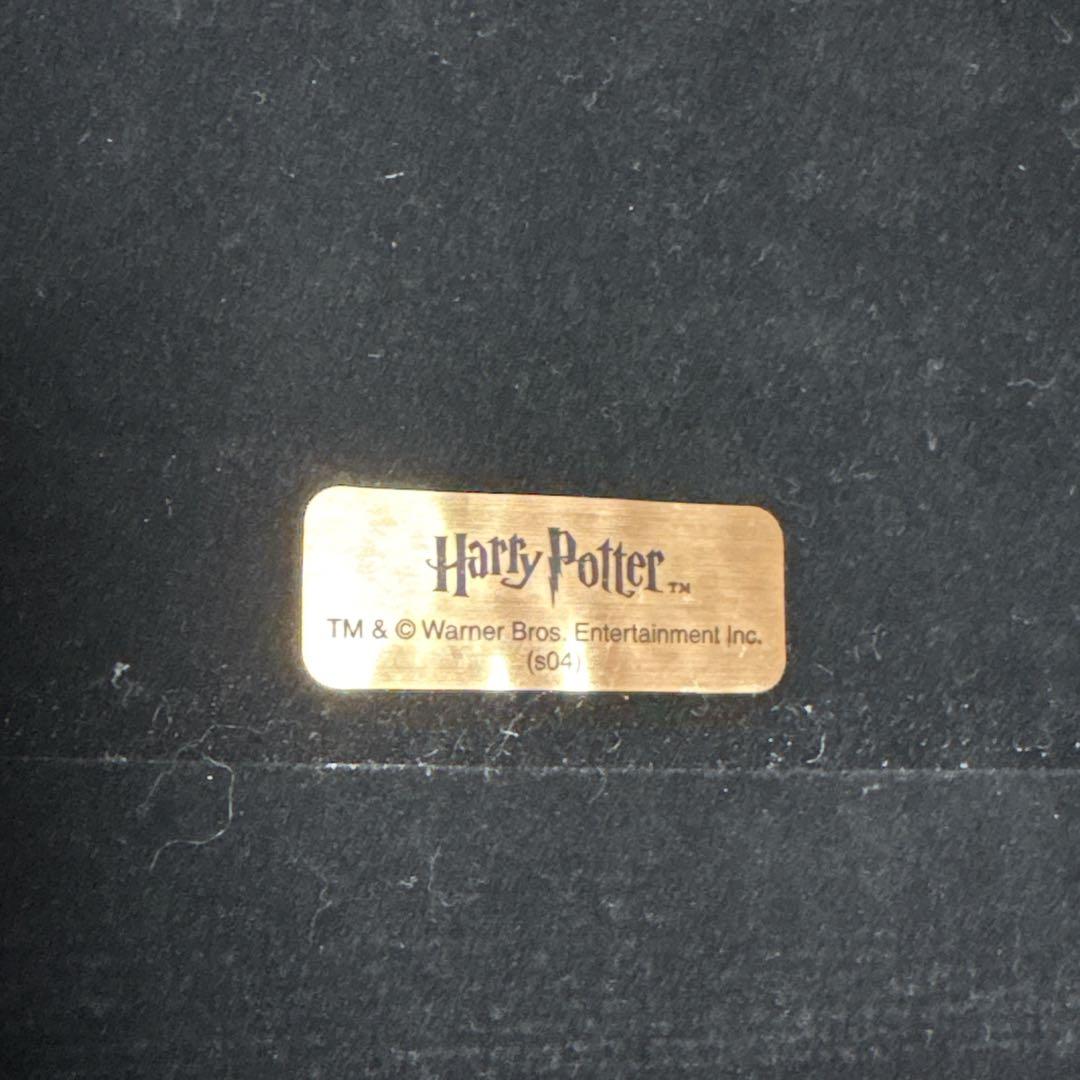 Harry Potter™
TM & © Warner Bros. Entertainment Inc.
(s04)